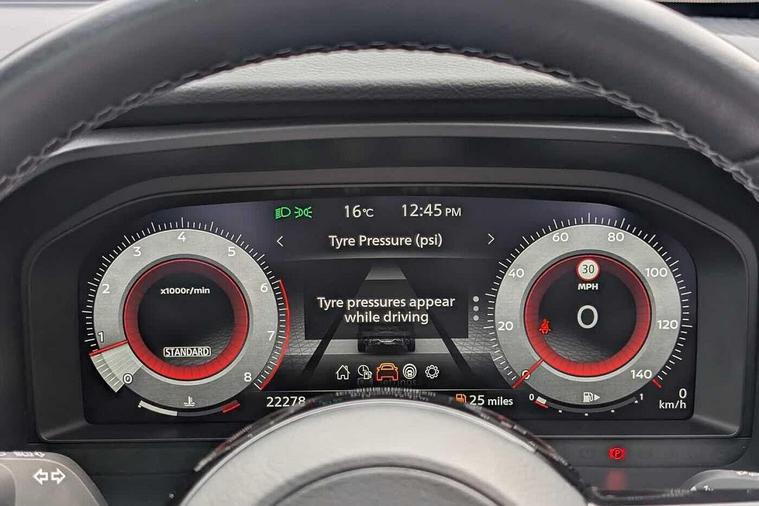 16°C 12:45 PM
< Tyre Pressure (psi) >
Tyre pressures appear
while driving
0 1 2 3 4 5 6 7 8
x1000r/min
STANDARD
0 20 40 60 80 100 120 140
30
MPH
0
0 1
0
km/h
22278
25 miles
P